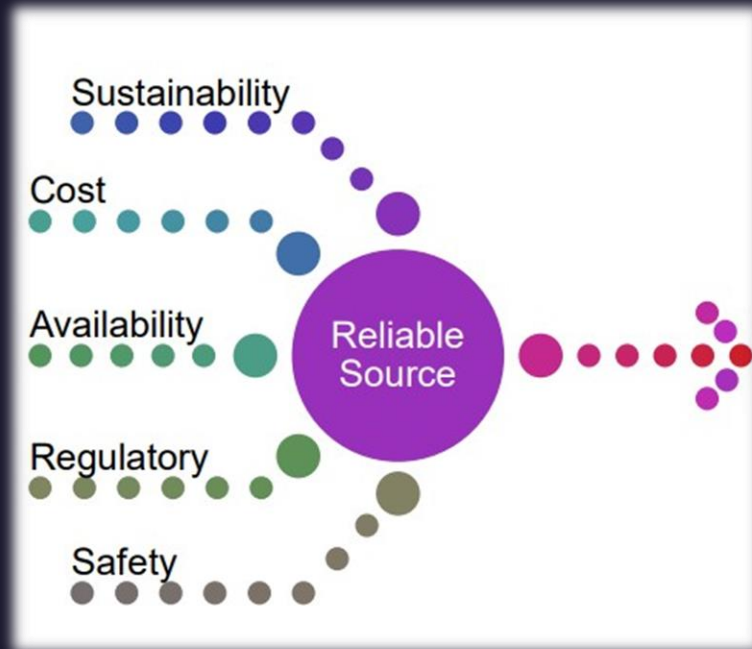 Sustainability
Cost
Availability
Reliable
Source
Regulatory
Safety